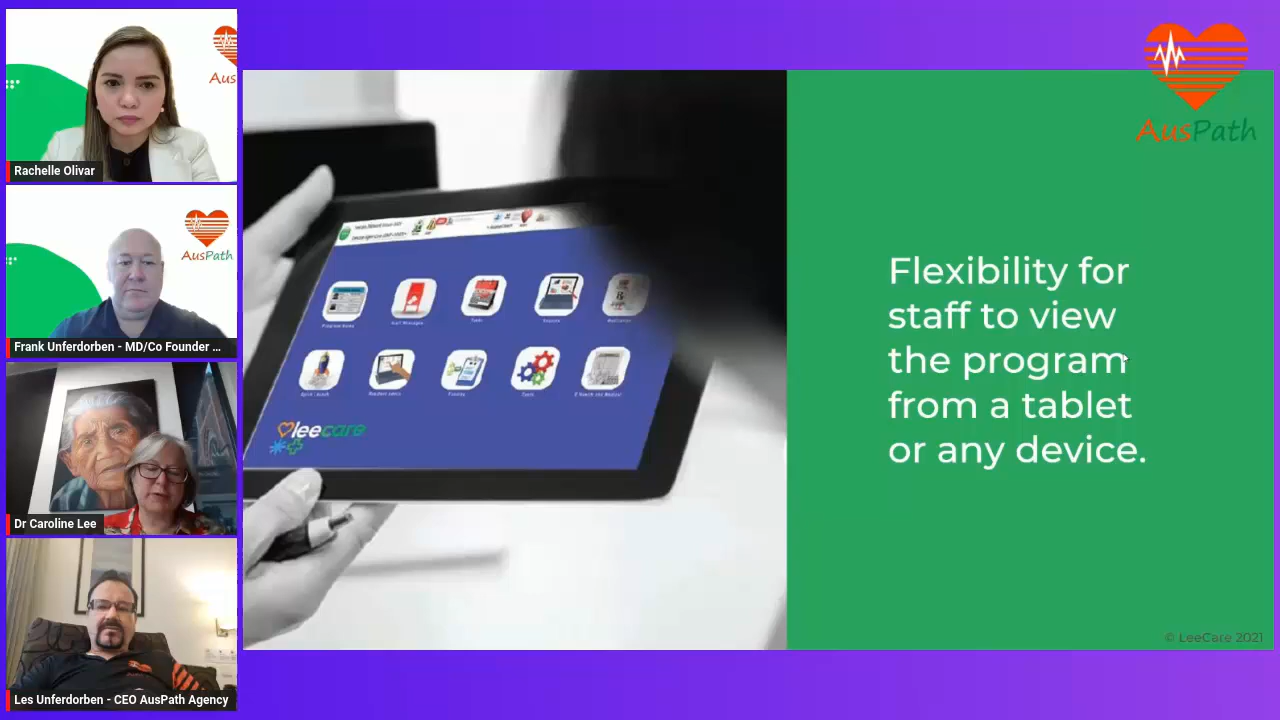 Aus
Rachelle Olivar
AusPath
Frank Unferdorben - MD/Co Founder ...
Dr Caroline Lee
Les Unferdorben - CEO AusPath Agency
leecare
AusPath
Flexibility for
staff to view
the program
from a tablet
or any device.
© LeeCare 2021